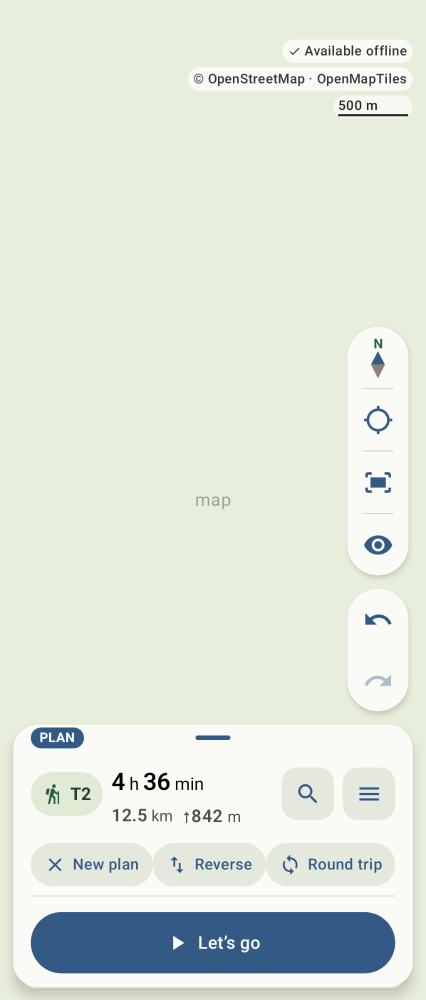 Available offline
© OpenStreetMap · OpenMapTiles
500 m
N
map
PLAN
T2
4 h 36 min
12.5 km ↑842 m
New plan
Reverse
Round trip
Let’s go